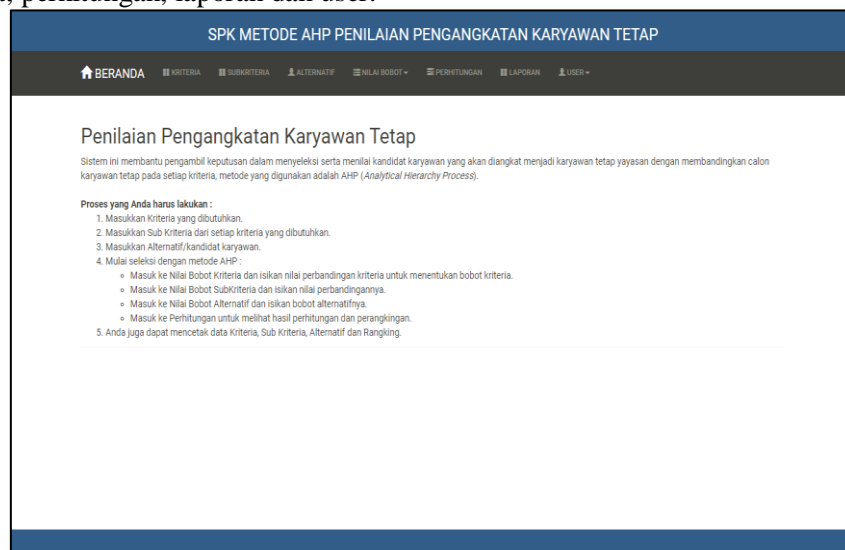 perhitungan, laporan dan user.
SPK METODE AHP PENILAIAN PENGANGKATAN KARYAWAN TETAP
BERANDA KRITERIA SUBKRITERIA ALTERNATIF NILAI BOBOT PERHITUNGAN LAPORAN USER
Penilaian Pengangkatan Karyawan Tetap
Sistem ini membantu pengambil keputusan dalam menyeleksi serta menilai kandidat karyawan yang akan diangkat menjadi karyawan tetap yayasan dengan membandingkan calon
karyawan tetap pada setiap kriteria, metode yang digunakan adalah AHP (Analytical Hierarchy Process).
Proses yang Anda harus lakukan :
1. Masukkan Kriteria yang dibutuhkan.
2. Masukkan Sub Kriteria dari setiap kriteria yang dibutuhkan.
3. Masukkan Alternatif/kandidat karyawan.
4. Mulai seleksi dengan metode AHP :
Masuk ke Nilai Bobot Kriteria dan isikan nilai perbandingan kriteria untuk menentukan bobot kriteria.
Masuk ke Nilai Bobot SubKriteria dan isikan nilai perbandingannya.
Masuk ke Nilai Bobot Alternatif dan isikan bobot alternatifnya.
Masuk ke Perhitungan untuk melihat hasil perhitungan dan perangkingan.
5. Anda juga dapat mencetak data Kriteria, Sub Kriteria, Alternatif dan Rangking.